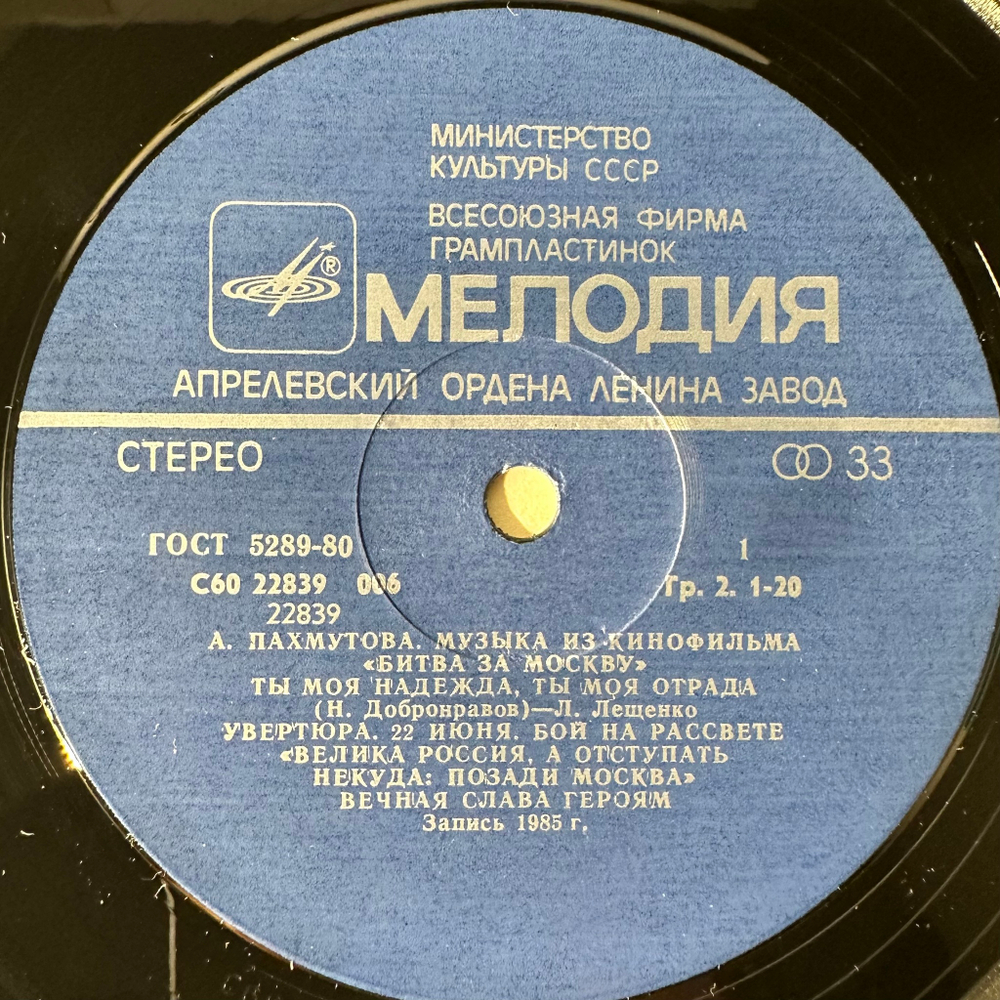 МИНИСТЕРСТВО
КУЛЬТУРЫ СССР
ВСЕСОЮЗНАЯ ФИРМА
ГРАМПЛАСТИНОК
®
МЕЛОДИЯ
АПРЕЛЕВСКИЙ ОРДЕНА ЛЕНИНА ЗАВОД
СТЕРЕО 33
ГОСТ 5289-80 1
С60 22839 006 Гр. 2. 1-20
22839
А. ПАХМУТОВА. МУЗЫКА ИЗ КИНОФИЛЬМА
«БИТВА ЗА МОСКВУ»
ТЫ МОЯ НАДЕЖДА, ТЫ МОЯ ОТРАДА
(Н. Добронравов)—Л. Лещенко
УВЕРТЮРА. 22 ИЮНЯ. БОЙ НА РАССВЕТЕ
«ВЕЛИКА РОССИЯ, А ОТСТУПАТЬ
НЕКУДА: ПОЗАДИ МОСКВА»
ВЕЧНАЯ СЛАВА ГЕРОЯМ
Запись 1985 г.